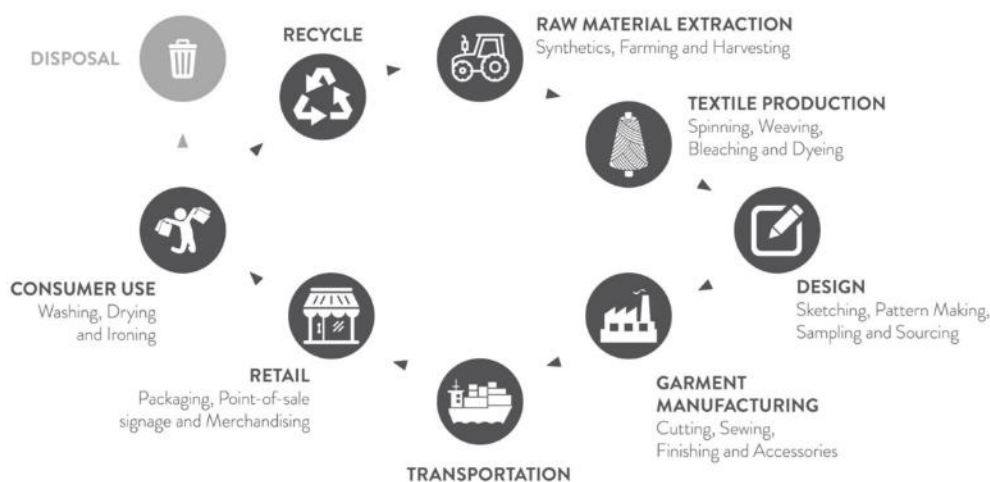 DISPOSAL
RECYCLE
RAW MATERIAL EXTRACTION
Synthetics, Farming and Harvesting
TEXTILE PRODUCTION
Spinning, Weaving,
Bleaching and Dyeing
DESIGN
Sketching, Pattern Making,
Sampling and Sourcing
GARMENT
MANUFACTURING
Cutting, Sewing,
Finishing and Accessories
TRANSPORTATION
RETAIL
Packaging, Point-of-sale
signage and Merchandising
CONSUMER USE
Washing, Drying
and Ironing